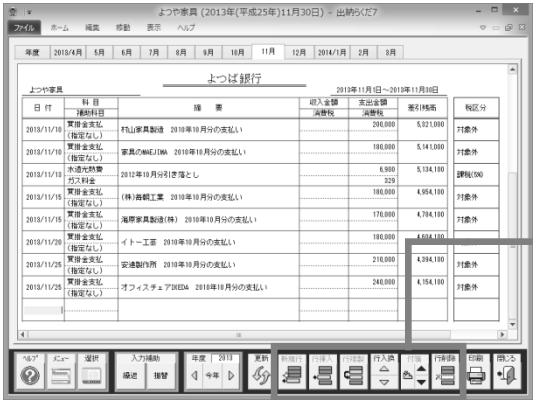 よつや家具 (2013年(平成25年)11月30日) - 出納らくだ7
ファイル ホーム 編集 移動 表示 ヘルプ
年度 2013/4月 5月 6月 7月 8月 9月 10月 11月 12月 2014/1月 2月 3月
よつば銀行
よつや家具 2013年11月1日～2013年11月30日
日 付 科 目 摘 要 収入金額 支出金額 差引残高 税区分
補助科目 消費税 消費税
2013/11/10 買掛金支払 村山家具製造 2010年10月分の支払い 200,000 5,321,000 対象外
(指定なし)
2013/11/10 買掛金支払 家具のMAEJIMA 2010年10月分の支払い 180,000 5,141,000 対象外
(指定なし)
2013/11/13 水道光熱費 2012年10月分引き落とし 6,900 5,134,100 課税(5%)
ガス料金 329
2013/11/15 買掛金支払 (株)毎朝工業 2010年10月分の支払い 180,000 4,954,100 対象外
(指定なし)
2013/11/15 買掛金支払 海原家具製造(株) 2010年10月分の支払い 170,000 4,784,100 対象外
(指定なし)
2013/11/20 買掛金支払 イトー工芸 2010年10月分の支払い 180,000 4,604,100
(指定なし)
2013/11/25 買掛金支払 安達製作所 2010年10月分の支払い 210,000 4,394,100 対象外
(指定なし)
2013/11/25 買掛金支払 オフィスチェアIKEDA 2010年10月分の支払い 240,000 4,154,100 対象外
(指定なし)
ヘルプ メニュー 選択 入力補助 年度 2013 更新 新規行 行挿入 行複製 行入換 付箋 行削除 印刷 閉じる
繰返 振替 今年